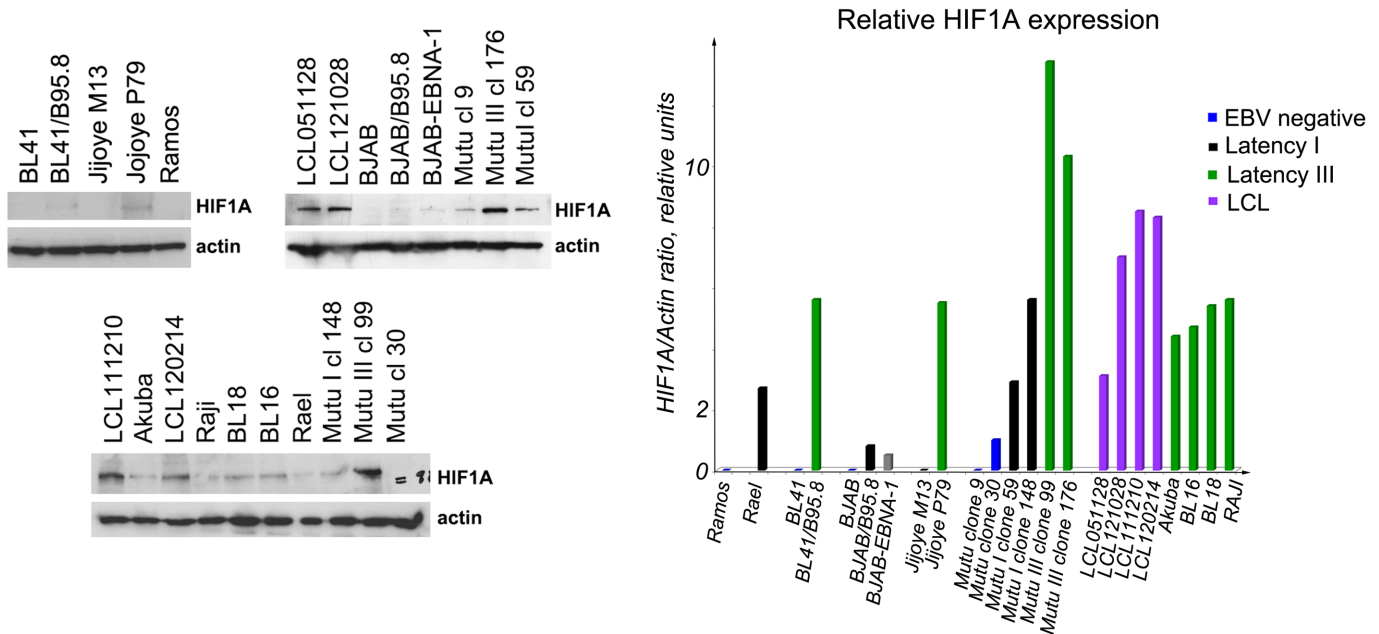 BL41
BL41/B95.8
Jijoye M13
Jojoye P79
Ramos
HIF1A
actin
LCL051128
LCL121028
BJAB
BJAB/B95.8
BJAB-EBNA-1
Mutu cl 9
Mutu III cl 176
MutuI cl 59
HIF1A
actin
LCL111210
Akuba
LCL120214
Raji
BL18
BL16
Rael
Mutu I cl 148
Mutu III cl 99
Mutu cl 30
HIF1A
actin
Relative HIF1A expression
HIF1A/Actin ratio, relative units
10
2
0
EBV negative
Latency I
Latency III
LCL
Ramos
Rael
BL41
BL41/B95.8
BJAB
BJAB/B95.8
BJAB-EBNA-1
Jijoye M13
Jijoye P79
Mutu clone 9
Mutu clone 30
Mutu I clone 59
Mutu I clone 148
Mutu III clone 99
Mutu III clone 176
LCL051128
LCL121028
LCL111210
LCL120214
Akuba
BL16
BL18
RAJI